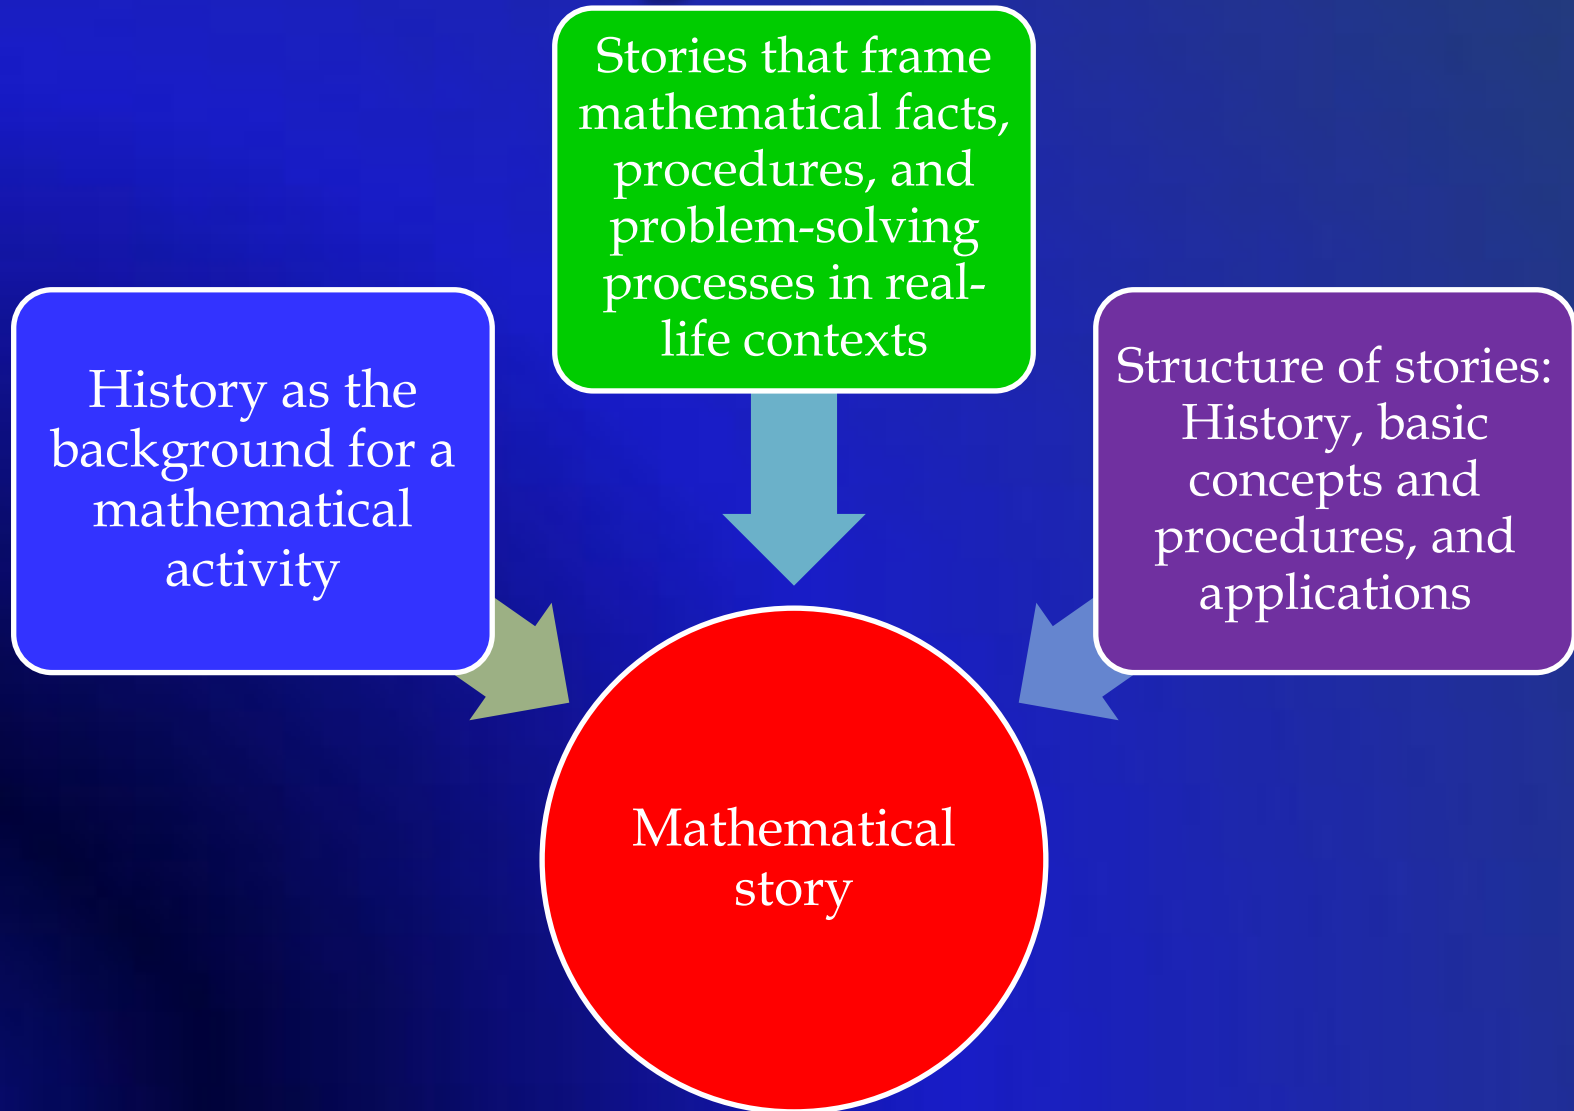 Stories that frame
mathematical facts,
procedures, and
problem-solving
processes in real-
life contexts
History as the
background for a
mathematical
activity
Structure of stories:
History, basic
concepts and
procedures, and
applications
Mathematical
story